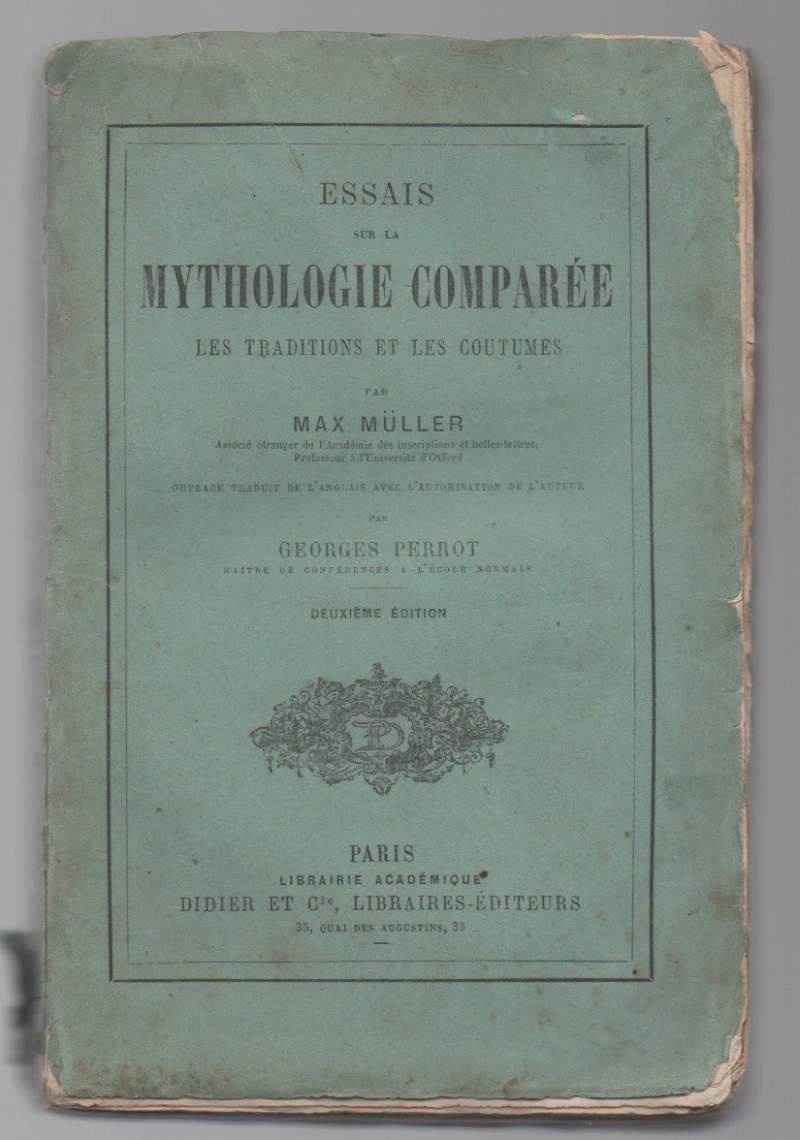 ESSAIS
SUR LA
MYTHOLOGIE COMPARÉE
LES TRADITIONS ET LES COUTUMES
PAR
MAX MÜLLER
Associé étranger de l'Académie des inscriptions et belles-lettres,
Professeur à l'Université d'Oxford
OUVRAGE TRADUIT DE L'ANGLAIS AVEC L'AUTORISATION DE L'AUTEUR
PAR
GEORGES PERROT
MAITRE DE CONFÉRENCES A L'ÉCOLE NORMALE
DEUXIÈME ÉDITION
PARIS
LIBRAIRIE ACADÉMIQUE
DIDIER ET Cie, LIBRAIRES-ÉDITEURS
35, QUAI DES AUGUSTINS, 35